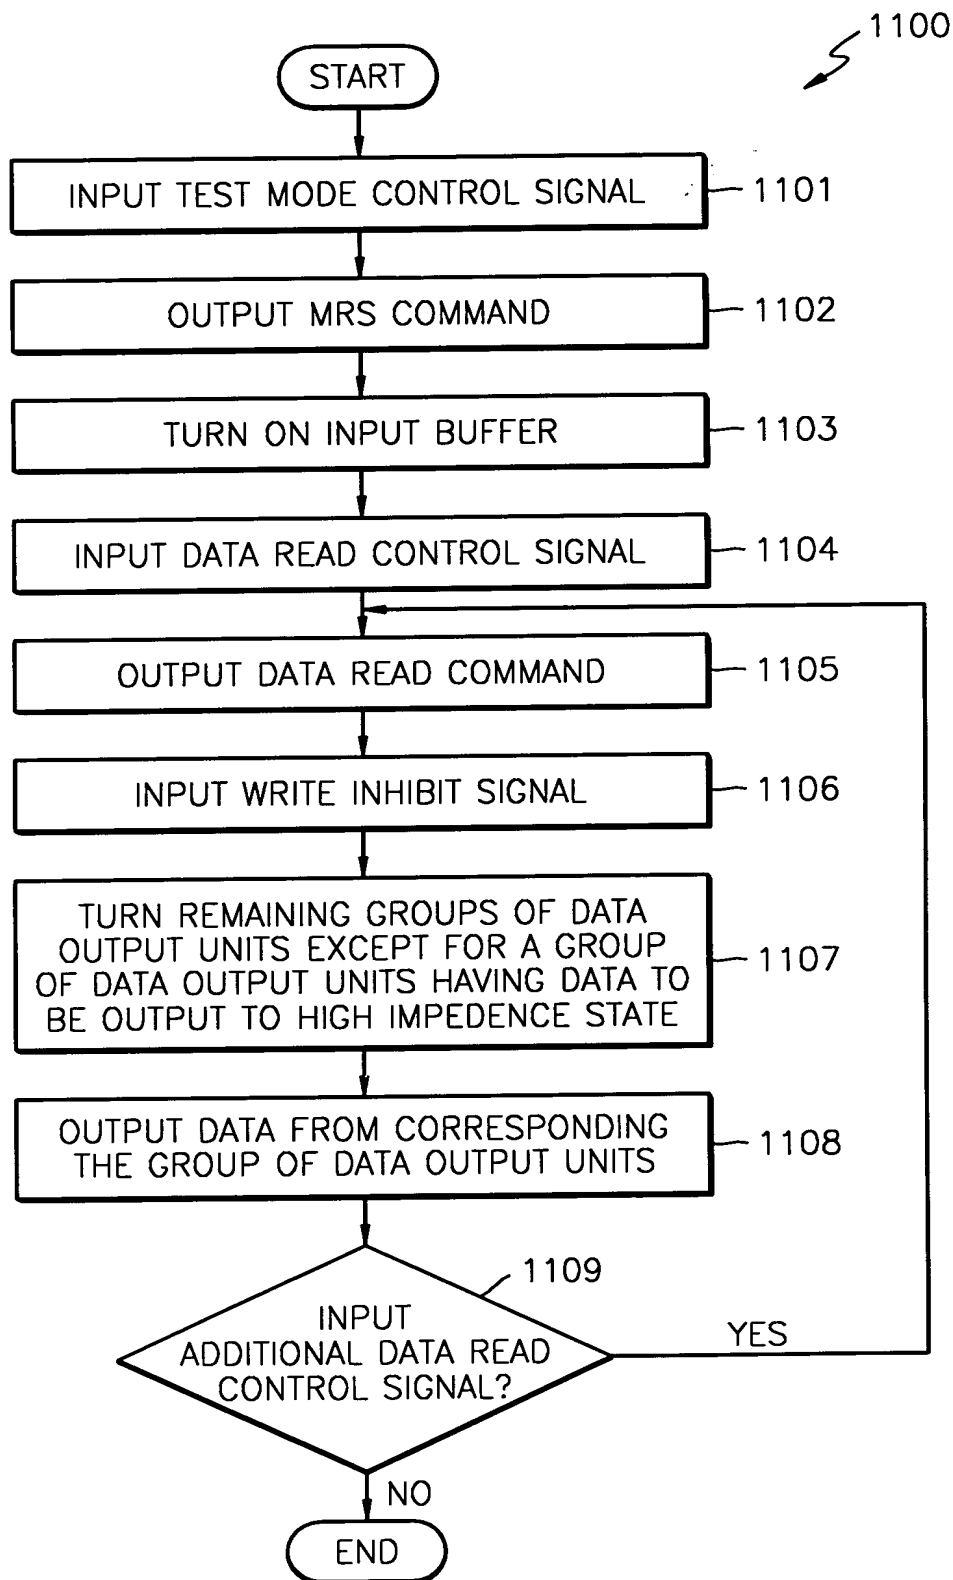 1100
START
INPUT TEST MODE CONTROL SIGNAL
1101
OUTPUT MRS COMMAND
1102
TURN ON INPUT BUFFER
1103
INPUT DATA READ CONTROL SIGNAL
1104
OUTPUT DATA READ COMMAND
1105
INPUT WRITE INHIBIT SIGNAL
1106
TURN REMAINING GROUPS OF DATA
OUTPUT UNITS EXCEPT FOR A GROUP
OF DATA OUTPUT UNITS HAVING DATA TO
BE OUTPUT TO HIGH IMPEDENCE STATE
1107
OUTPUT DATA FROM CORRESPONDING
THE GROUP OF DATA OUTPUT UNITS
1108
1109
INPUT
ADDITIONAL DATA READ
CONTROL SIGNAL?
YES
NO
END